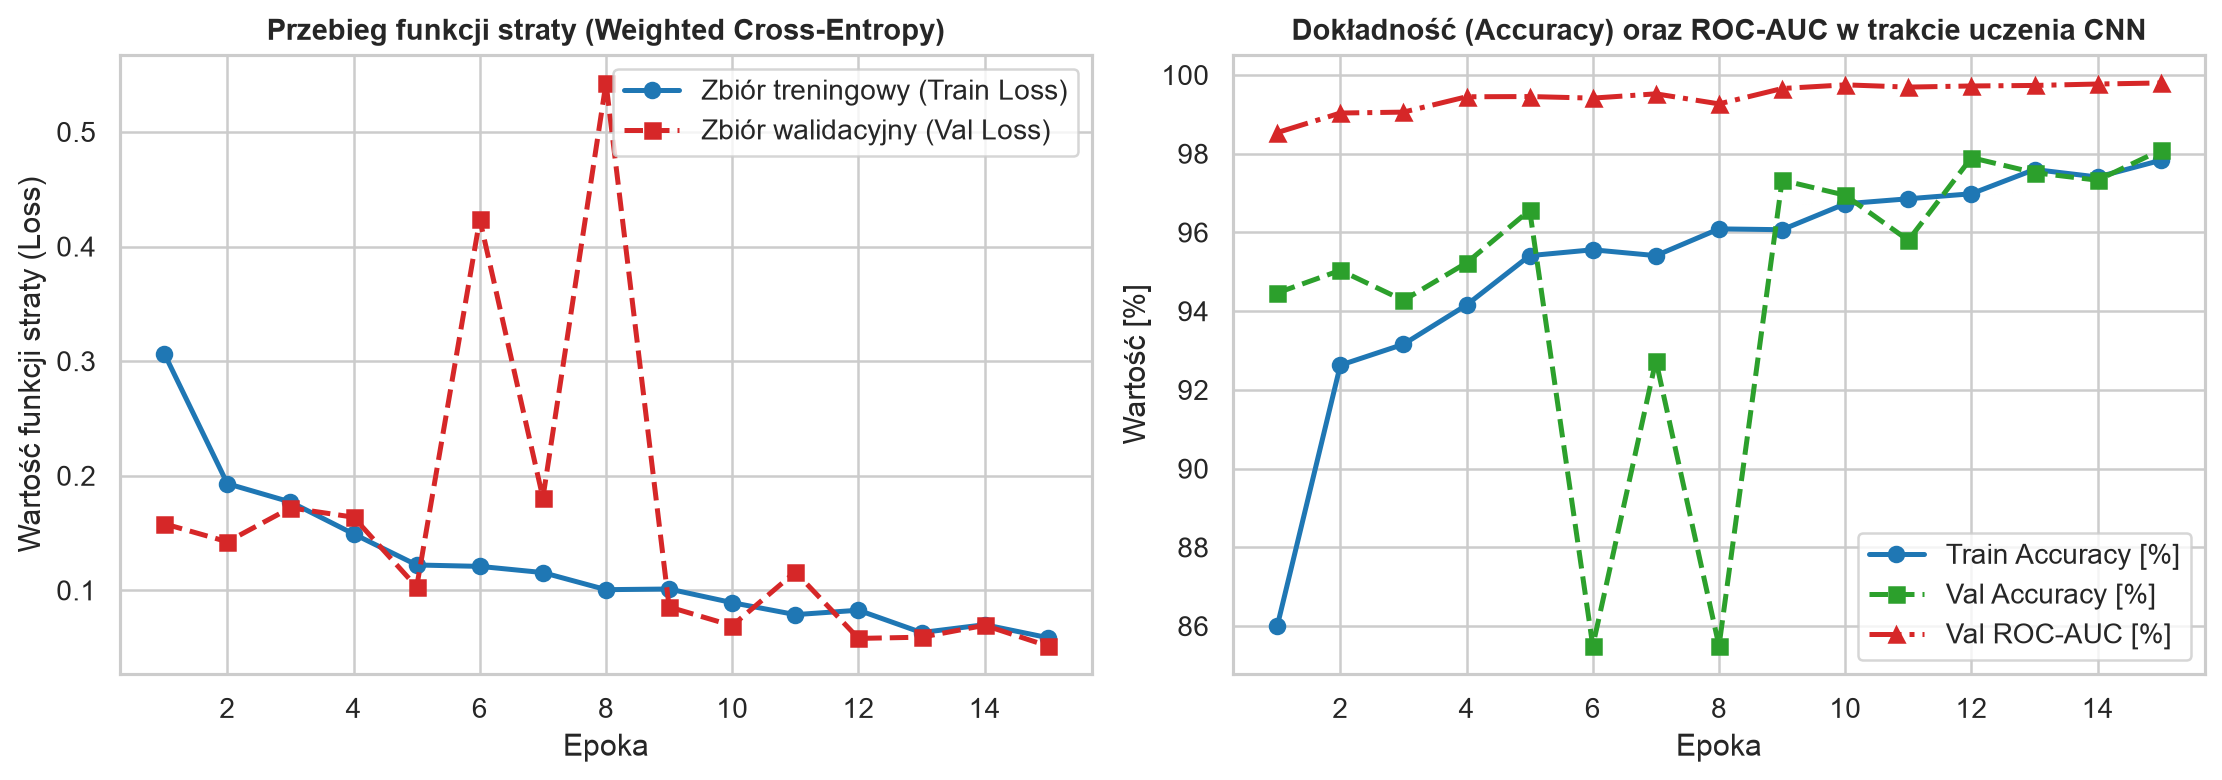 Przebieg funkcji straty (Weighted Cross-Entropy)
Wartość funkcji straty (Loss)
0.5
0.4
0.3
0.2
0.1
Zbiór treningowy (Train Loss)
Zbiór walidacyjny (Val Loss)
2 4 6 8 10 12 14
Epoka
Dokładność (Accuracy) oraz ROC-AUC w trakcie uczenia CNN
Wartość [%]
100
98
96
94
92
90
88
86
Train Accuracy [%]
Val Accuracy [%]
Val ROC-AUC [%]
2 4 6 8 10 12 14
Epoka